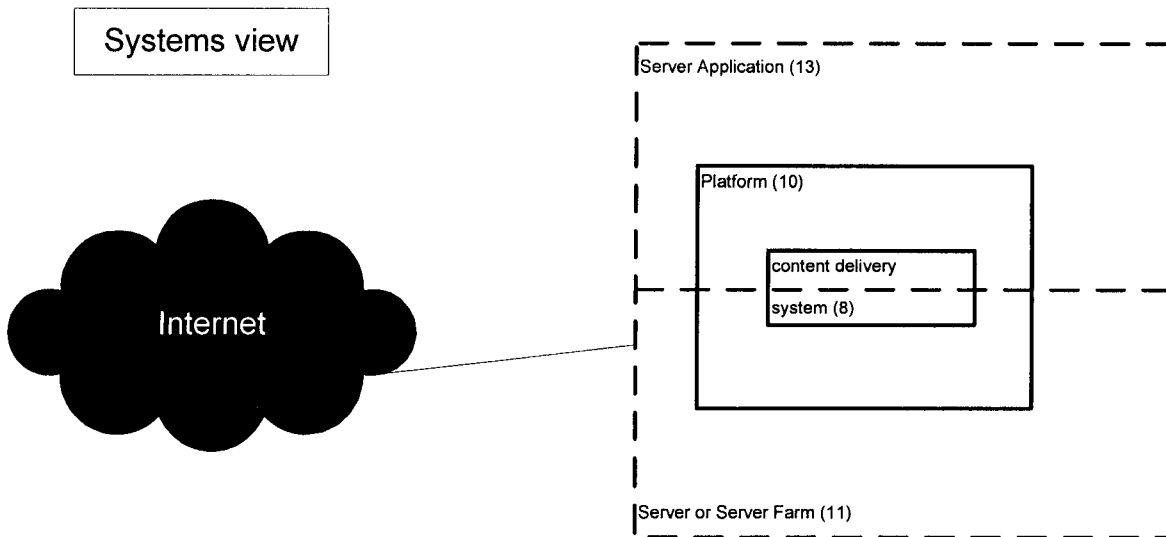 Systems view
Server Application (13)
Platform (10)
content delivery
system (8)
Internet
Server or Server Farm (11)